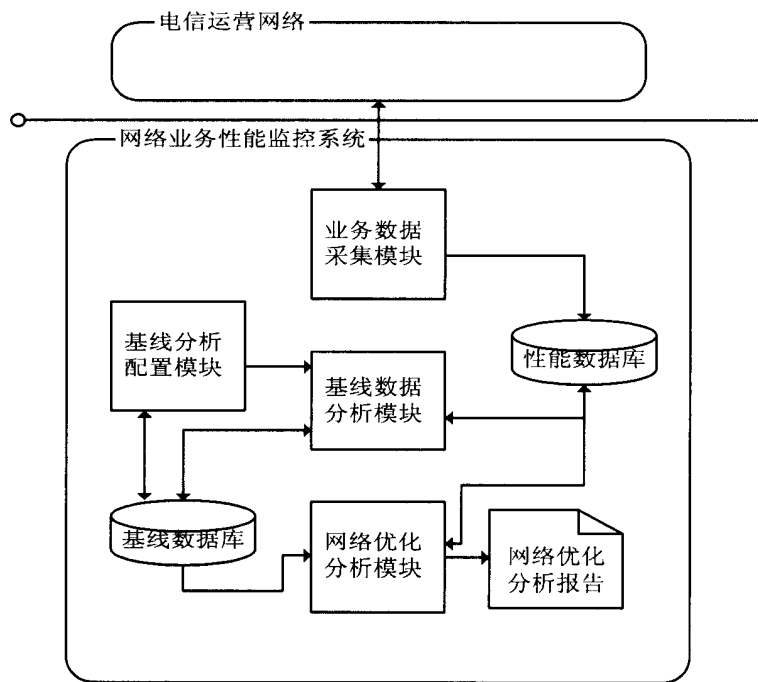 电信运营网络
网络业务性能监控系统
业务数据
采集模块
基线分析
配置模块
性能数据库
基线数据
分析模块
基线数据库
网络优化
分析模块
网络优化
分析报告